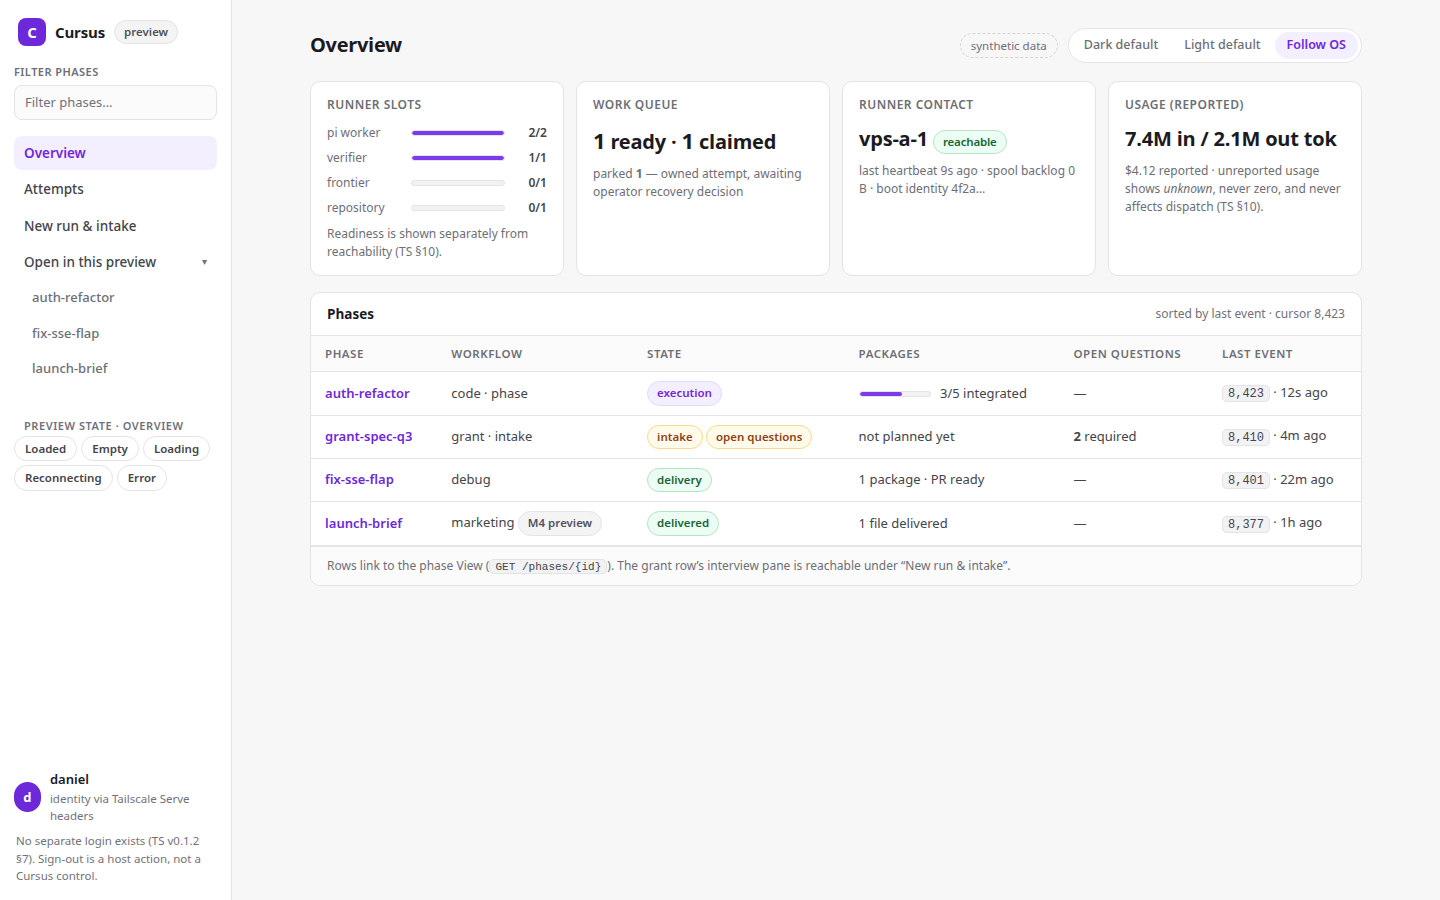 C Cursus preview
FILTER PHASES
Filter phases...
Overview
Attempts
New run & intake
Open in this preview ▾
auth-refactor
fix-sse-flap
launch-brief
PREVIEW STATE · OVERVIEW
Loaded Empty Loading
Reconnecting Error
d
daniel
identity via Tailscale Serve
headers
No separate login exists (TS v0.1.2
§7). Sign-out is a host action, not a
Cursus control.
Overview
synthetic data Dark default Light default Follow OS
RUNNER SLOTS
pi worker 2/2
verifier 1/1
frontier 0/1
repository 0/1
Readiness is shown separately from
reachability (TS §10).
WORK QUEUE
1 ready · 1 claimed
parked 1 — owned attempt, awaiting
operator recovery decision
RUNNER CONTACT
vps-a-1 reachable
last heartbeat 9s ago · spool backlog 0
B · boot identity 4f2a…
USAGE (REPORTED)
7.4M in / 2.1M out tok
$4.12 reported · unreported usage
shows unknown, never zero, and never
affects dispatch (TS §10).
Phases sorted by last event · cursor 8,423
PHASE WORKFLOW STATE PACKAGES OPEN QUESTIONS LAST EVENT
auth-refactor code · phase execution 3/5 integrated — 8,423 · 12s ago
grant-spec-q3 grant · intake intake open questions not planned yet 2 required 8,410 · 4m ago
fix-sse-flap debug delivery 1 package · PR ready — 8,401 · 22m ago
launch-brief marketing M4 preview delivered 1 file delivered — 8,377 · 1h ago
Rows link to the phase View (GET /phases/{id}). The grant row’s interview pane is reachable under “New run & intake”.